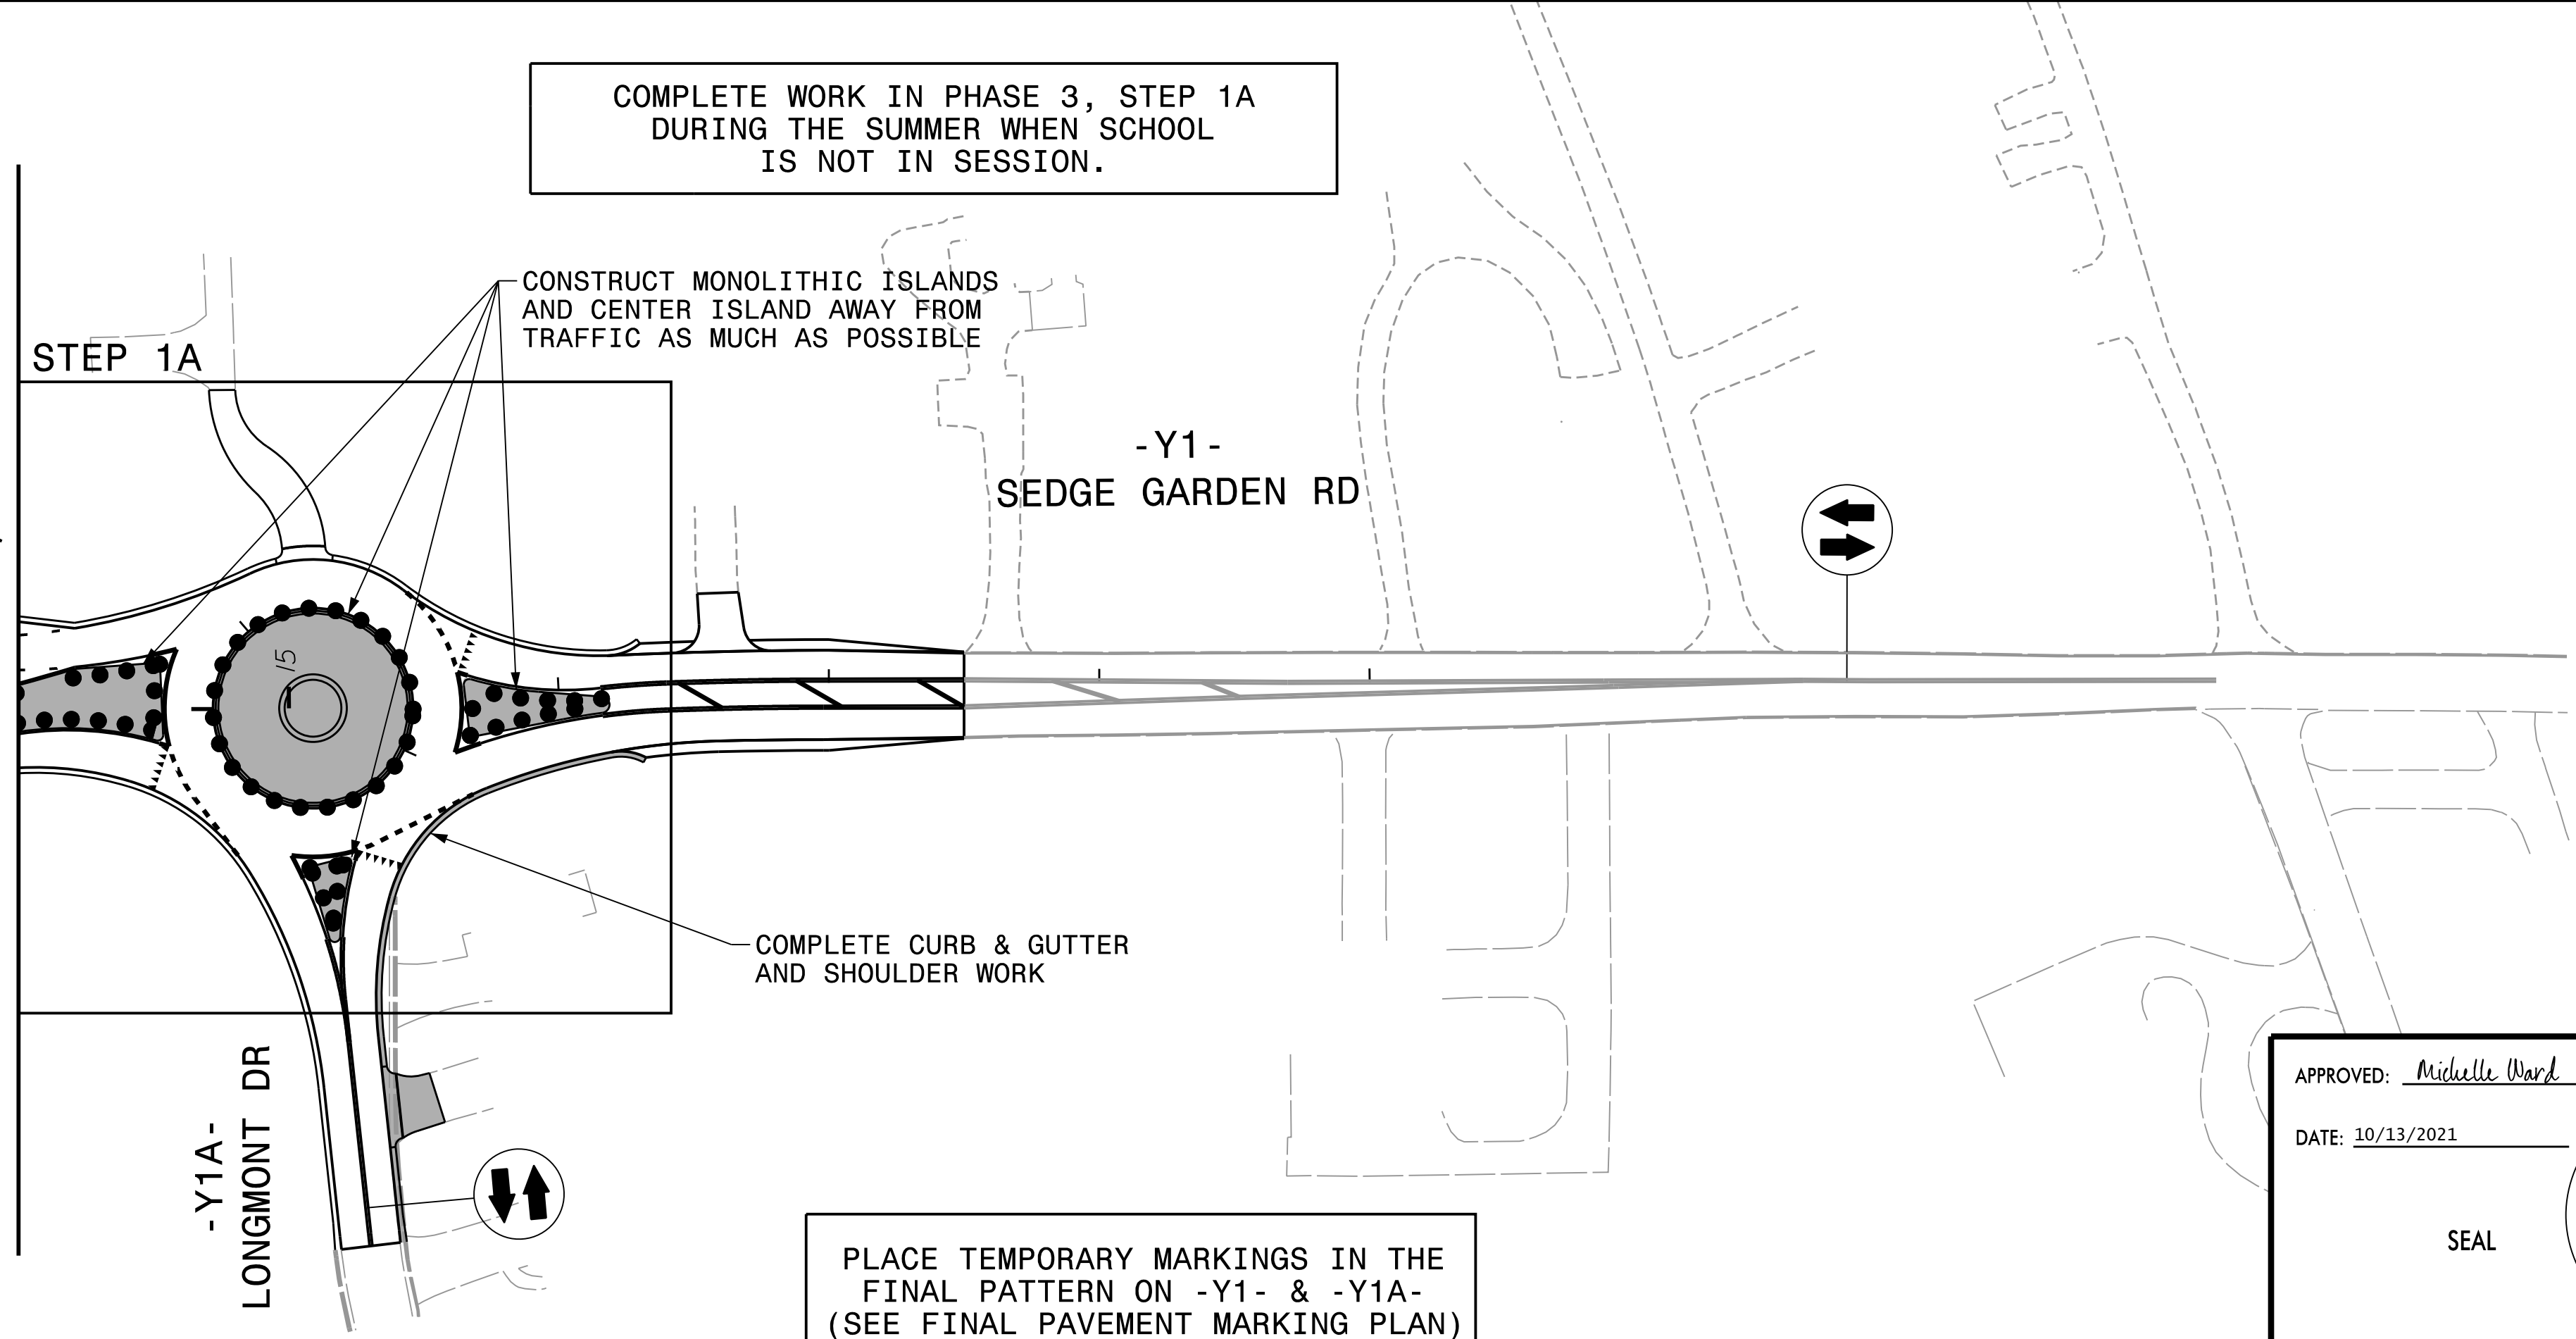 COMPLETE WORK IN PHASE 3, STEP 1A
DURING THE SUMMER WHEN SCHOOL
IS NOT IN SESSION.
CONSTRUCT MONOLITHIC ISLANDS
AND CENTER ISLAND AWAY FROM
TRAFFIC AS MUCH AS POSSIBLE
STEP 1A
-Y1-
SEDGE GARDEN RD
15
COMPLETE CURB & GUTTER
AND SHOULDER WORK
-Y1A-
LONGMONT DR
PLACE TEMPORARY MARKINGS IN THE
FINAL PATTERN ON -Y1- & -Y1A-
(SEE FINAL PAVEMENT MARKING PLAN)
APPROVED: Michelle Ward
DATE: 10/13/2021
SEAL